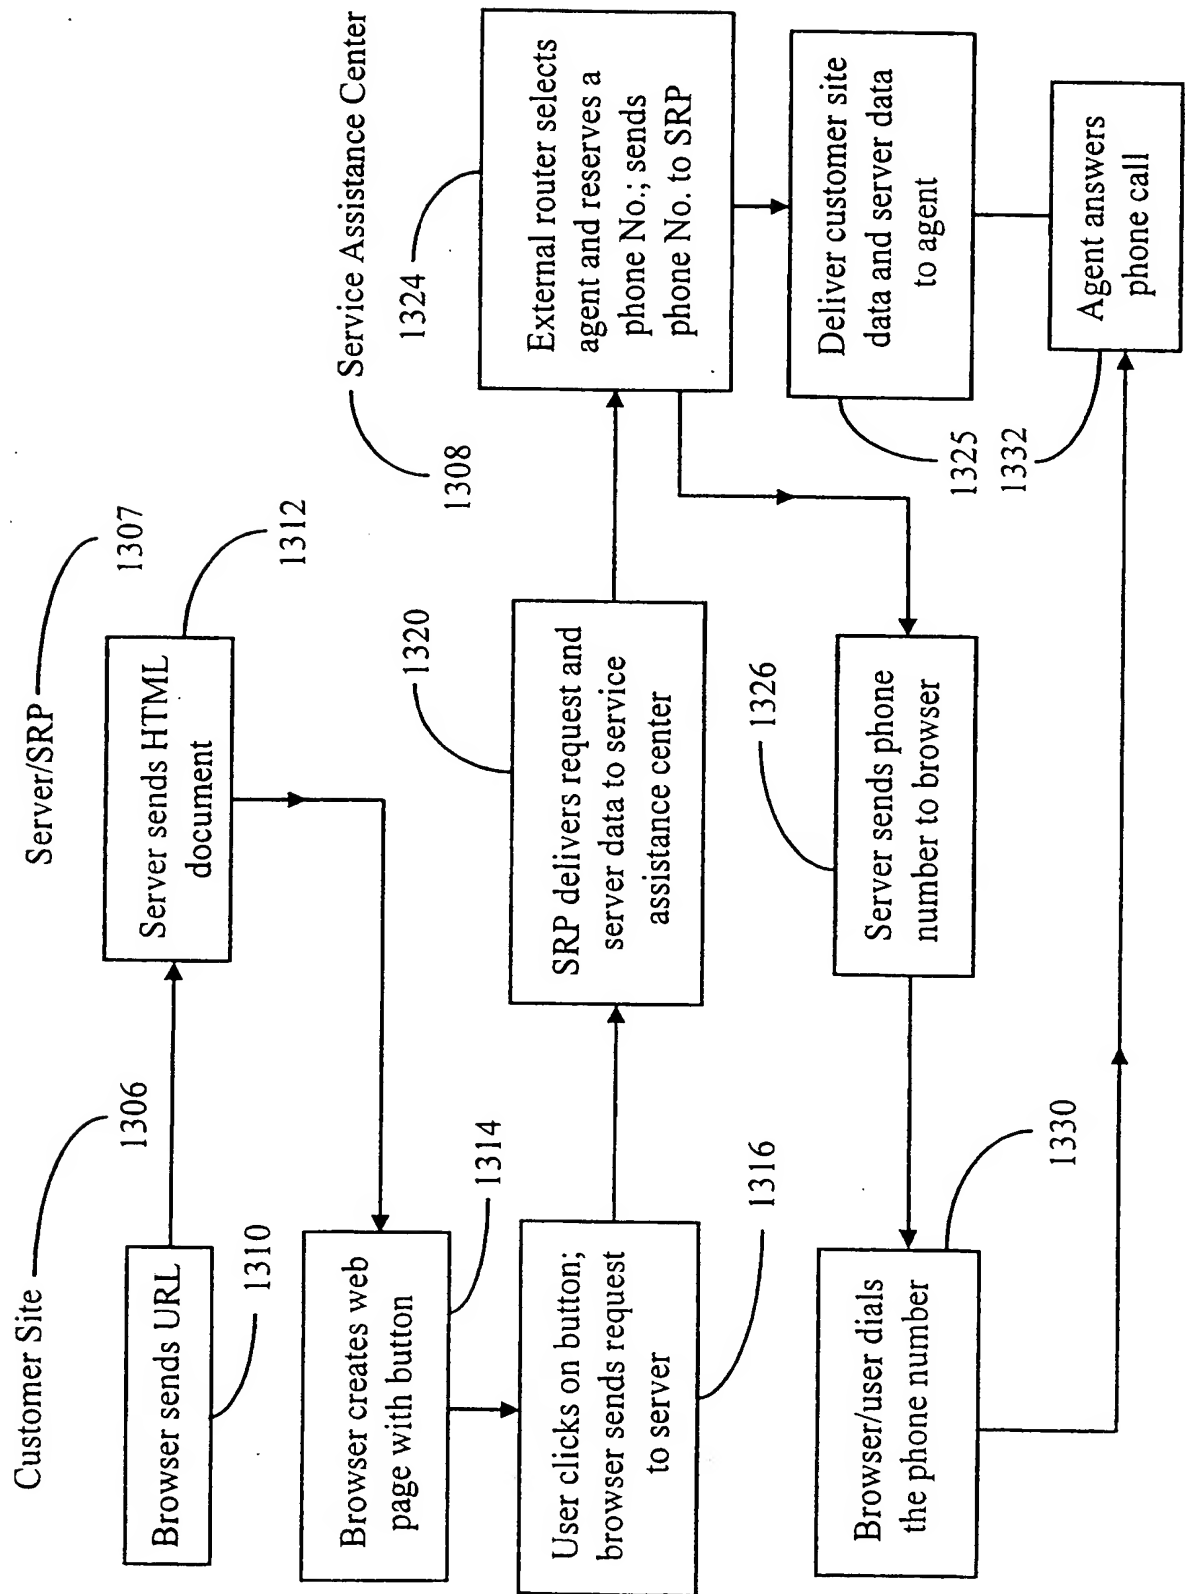 Customer Site
1306
Server/SRP
1307
Service Assistance Center
1308
Browser sends URL
1310
Server sends HTML
document
1312
Browser creates web
page with button
1314
User clicks on button;
browser sends request
to server
1316
SRP delivers request and
server data to service
assistance center
1320
External router selects
agent and reserves a
phone No.; sends
phone No. to SRP
1324
Deliver customer site
data and server data
to agent
1325
Server sends phone
number to browser
1326
Browser/user dials
the phone number
1330
Agent answers
phone call
1332